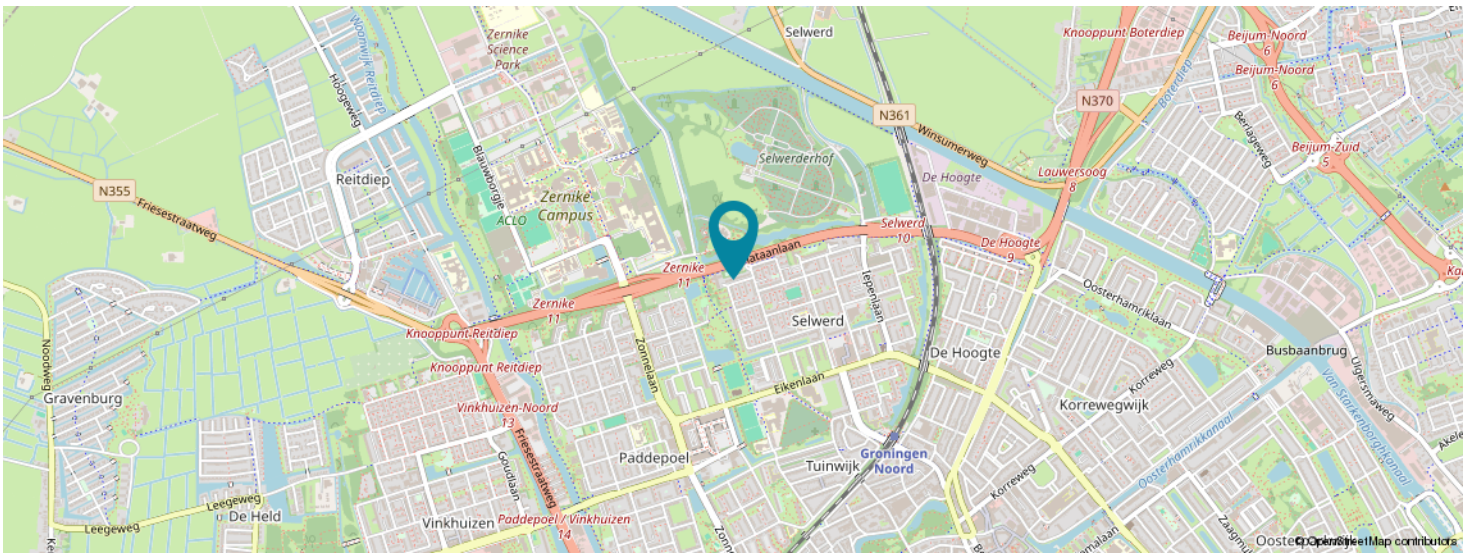 Selwerd
Zernike
Science
Park
Woonwijk Reitdiep
Hoogeweg
Knooppunt Boterdiep
Beijum-Noord
6
Beijum-Noord
6
N370
N361
Winsumerweg
Boterdiep
Berlageweg
Beijum-Zuid
5
Blauwborgje
Selwerderhof
De Hoogte
Lauwersoog
8
Reitdiep
N355
Friesestraatweg
Zernike
Campus
ACLO
Selwerd
10
De Hoogte
9
Zernike
11
Zernike
11
Iepenlaan
Oosterhamriklaan
Selwerd
Knooppunt Reitdiep
Knooppunt Reitdiep
Zonnelaan
De Hoogte
Busbaanbrug
Ulgersmaweg
Noodweg
Gravenburg
Eikenlaan
Korreweg
Korrewegwijk
Van Starkenborghkanaal
Vinkhuizen-Noord
13
Friesestraatweg
Goudlaan
Paddepoel
Tuinwijk
Groningen
Noord
Korreweg
Oosterhamrikkanaal
Leegeweg
Leegeweg
De Held
Vinkhuizen
Paddepoel / Vinkhuizen
14
© OpenStreetMap contributors